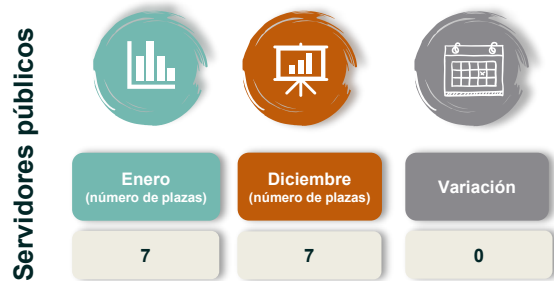 Servidores públicos
Enero
(número de plazas)
Diciembre
(número de plazas)
Variación
7
7
0